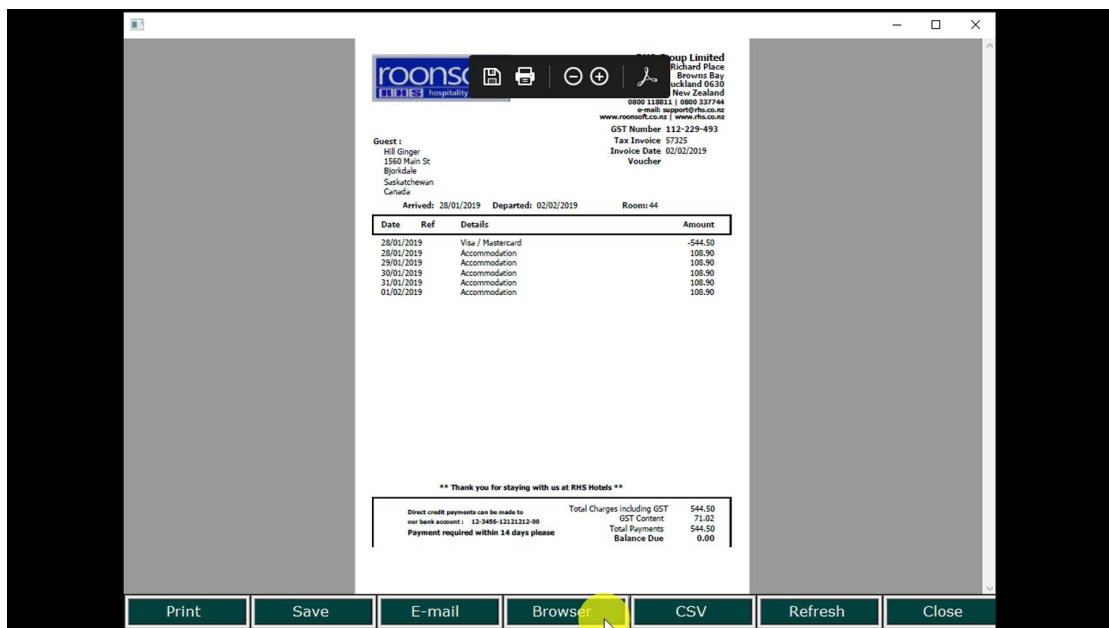 roonso
RHS hospitality
oup Limited
Richard Place
Browns Bay
uckland 0630
New Zealand
0800 118811 | 0800 337744
e-mail: support@rhs.co.nz
www.roonsoft.co.nz | www.rhs.co.nz
GST Number 112-229-493
Tax Invoice 57325
Invoice Date 02/02/2019
Voucher
Guest :
Hill Ginger
1560 Main St
Bjorkdale
Saskatchewan
Canada
Arrived: 28/01/2019 Departed: 02/02/2019 Room: 44
Date Ref Details Amount
28/01/2019 Visa / Mastercard -544.50
28/01/2019 Accommodation 108.90
29/01/2019 Accommodation 108.90
30/01/2019 Accommodation 108.90
31/01/2019 Accommodation 108.90
01/02/2019 Accommodation 108.90
** Thank you for staying with us at RHS Hotels **
Direct credit payments can be made to
our bank account : 12-3456-12121212-00
Payment required within 14 days please
Total Charges including GST 544.50
GST Content 71.02
Total Payments 544.50
Balance Due 0.00
Print Save E-mail Browser CSV Refresh Close